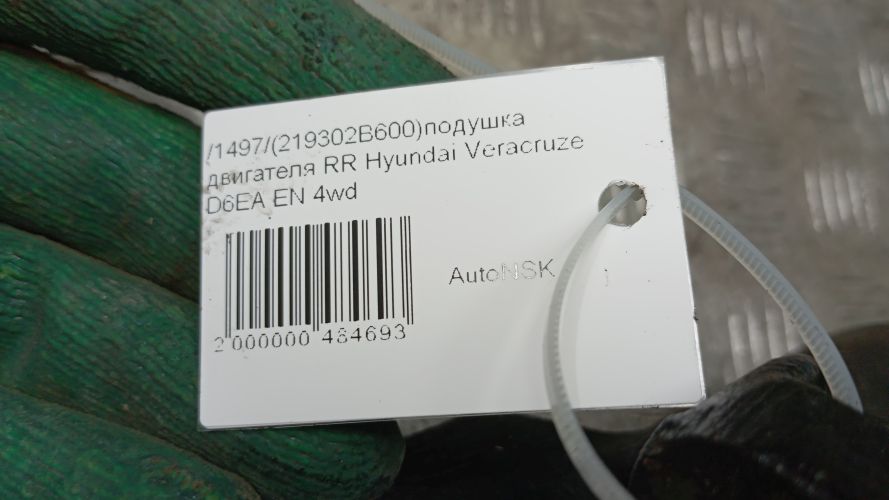 /1497/(219302B600)подушка
двигателя RR Hyundai Veracruze
D6EA EN 4wd
AutoNSK
2 000000 484693